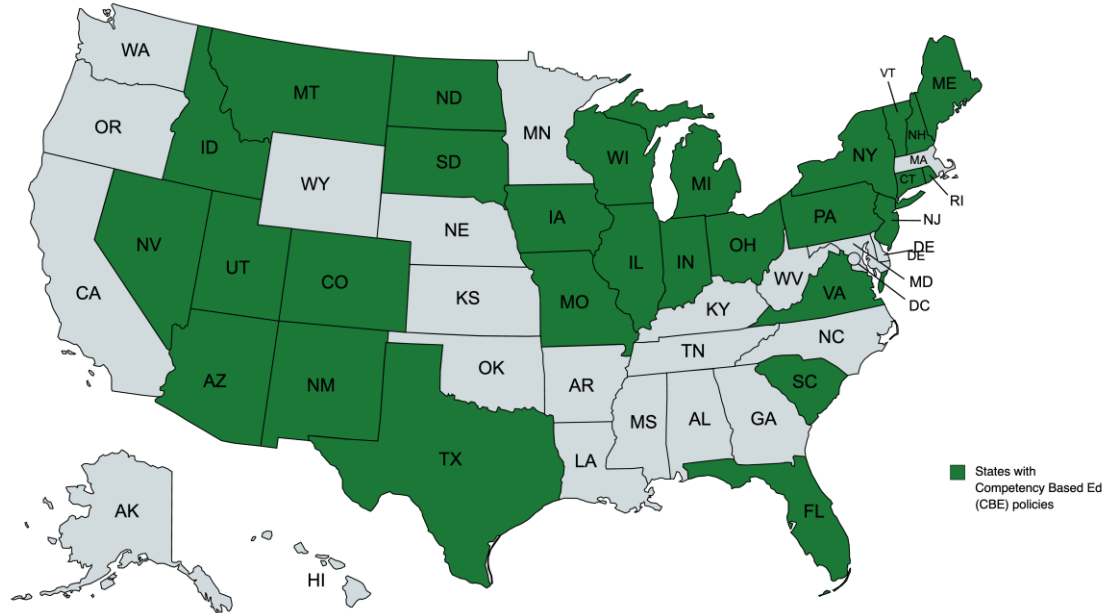 WA
MT
ND
MN
VT
ME
OR
ID
SD
WI
NY
NH
MA
WY
MI
CT
RI
IA
PA
NJ
NE
NV
UT
CO
IL
IN
OH
DE
DE
MD
CA
KS
MO
WV
VA
DC
KY
NC
TN
AZ
NM
OK
AR
SC
MS
AL
GA
TX
LA
FL
States with
Competency Based Ed
(CBE) policies
AK
HI